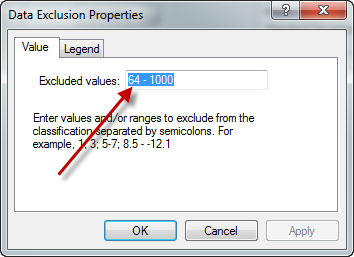 Data Exclusion Properties
Value
Legend
Excluded values:
64 - 1000
Enter values and/or ranges to exclude from the
classification separated by semicolons. For
example, 1; 3; 5-7; 8.5 - -12.1
OK
Cancel
Apply